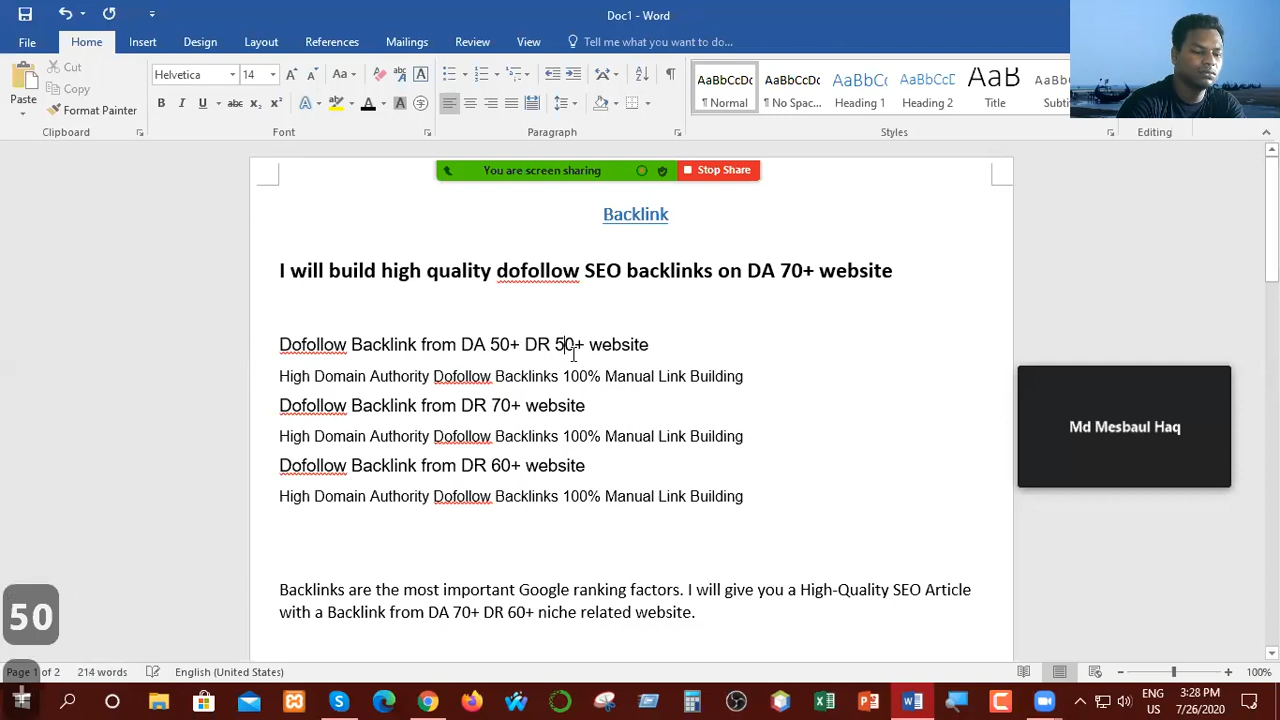 Doc1 - Word
File Home Insert Design Layout References Mailings Review View Tell me what you want to do...
Paste
Cut
Copy
Format Painter
Clipboard
Helvetica 14
Font
Paragraph
AaBbCcDc AaBbCcDc AaBbCc AaBbCcD AaB
¶ Normal ¶ No Spac... Heading 1 Heading 2 Title
Styles
Editing
You are screen sharing Stop Share
Backlink
I will build high quality dofollow SEO backlinks on DA 70+ website
Dofollow Backlink from DA 50+ DR 50+ website
High Domain Authority Dofollow Backlinks 100% Manual Link Building
Dofollow Backlink from DR 70+ website
High Domain Authority Dofollow Backlinks 100% Manual Link Building
Dofollow Backlink from DR 60+ website
High Domain Authority Dofollow Backlinks 100% Manual Link Building
Backlinks are the most important Google ranking factors. I will give you a High-Quality SEO Article
with a Backlink from DA 70+ DR 60+ niche related website.
Md Mesbaul Haq
50
Page 1 of 2 214 words English (United States) 100%
ENG
US
3:28 PM
7/26/2020